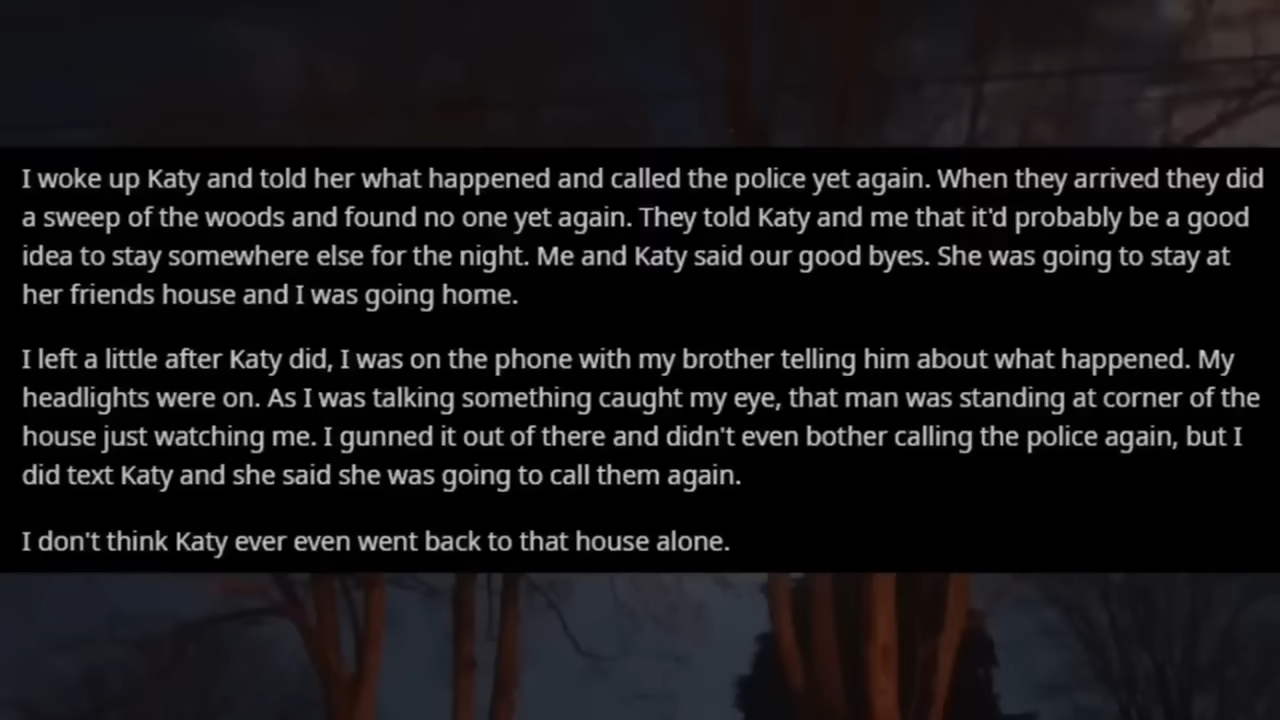 I woke up Katy and told her what happened and called the police yet again. When they arrived they did
a sweep of the woods and found no one yet again. They told Katy and me that it'd probably be a good
idea to stay somewhere else for the night. Me and Katy said our good byes. She was going to stay at
her friends house and I was going home.
I left a little after Katy did, I was on the phone with my brother telling him about what happened. My
headlights were on. As I was talking something caught my eye, that man was standing at corner of the
house just watching me. I gunned it out of there and didn't even bother calling the police again, but I
did text Katy and she said she was going to call them again.
I don't think Katy ever even went back to that house alone.